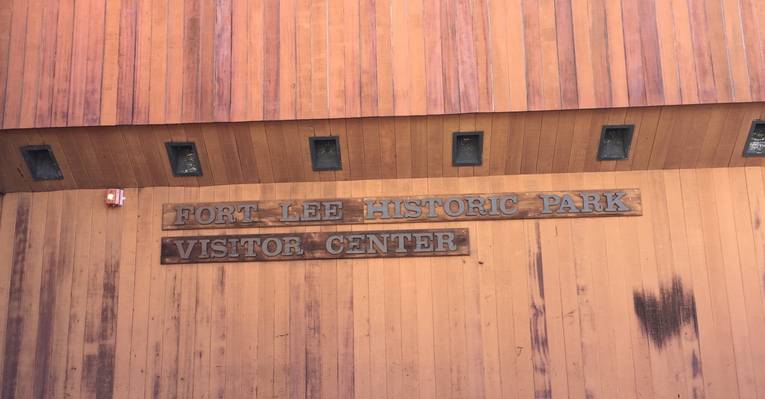 FORT LEE HISTORIC PARK
VISITOR CENTER